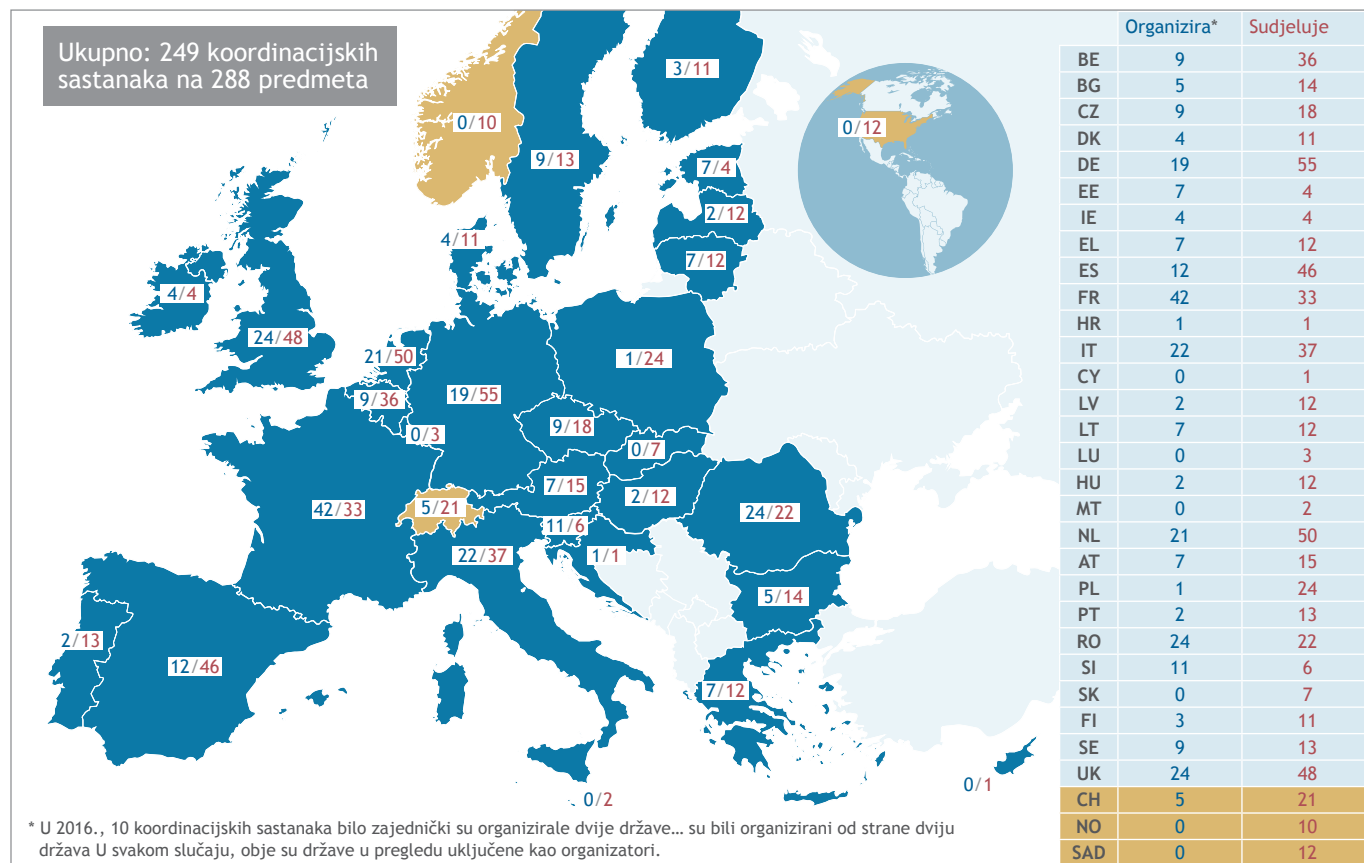 Ukupno: 249 koordinacijskih
sastanaka na 288 predmeta
3/11
0/10
0/12
9/13
7/4
2/12
4/11
7/12
4/4
24/48
21/50
1/24
9/36
19/55
0/3
9/18
0/7
7/15
2/12
42/33
5/21
24/22
11/6
22/37
1/1
5/14
2/13
12/46
7/12
0/1
0/2
* U 2016., 10 koordinacijskih sastanaka bilo zajednički su organizirale dvije države… su bili organizirani od strane dviju
država U svakom slučaju, obje su države u pregledu uključene kao organizatori.
Organizira* Sudjeluje
BE 9 36
BG 5 14
CZ 9 18
DK 4 11
DE 19 55
EE 7 4
IE 4 4
EL 7 12
ES 12 46
FR 42 33
HR 1 1
IT 22 37
CY 0 1
LV 2 12
LT 7 12
LU 0 3
HU 2 12
MT 0 2
NL 21 50
AT 7 15
PL 1 24
PT 2 13
RO 24 22
SI 11 6
SK 0 7
FI 3 11
SE 9 13
UK 24 48
CH 5 21
NO 0 10
SAD 0 12